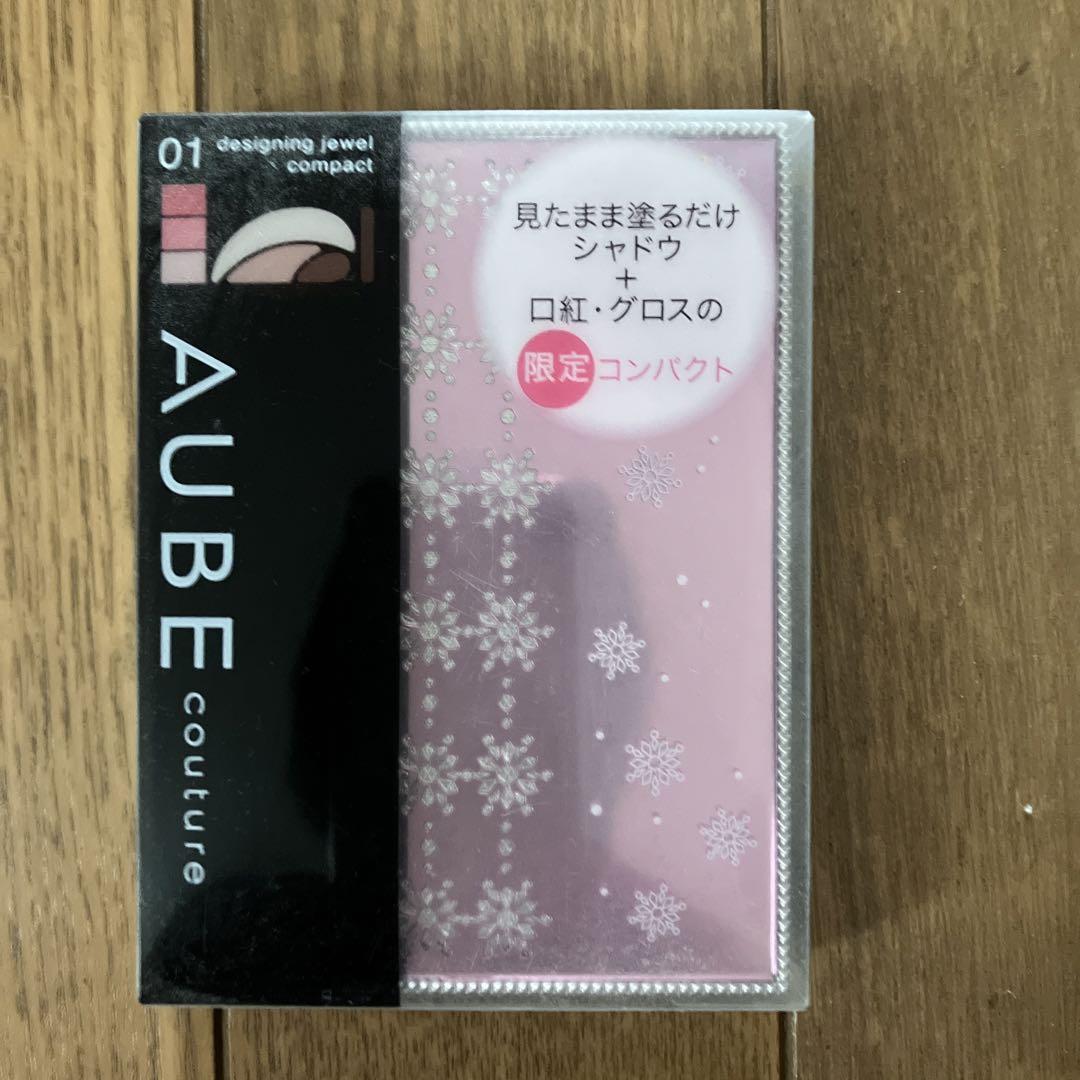 01
designing jewel
compact
AUBE couture
見たまま塗るだけ
シャドウ
+
口紅・グロスの
限定コンパクト